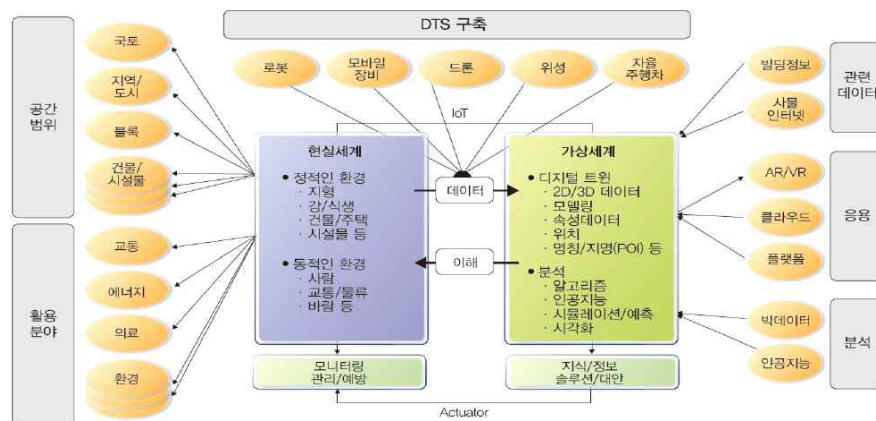 DTS 구축
공간
범위
국토
지역/
도시
블록
건물/
시설물
로봇
모바일
장비
드론
위성
자율
주행차
빌딩정보
사물
인터넷
관련
데이터
IoT
현실세계
● 정적인 환경
· 지형
· 강/식생
· 건물/주택
· 시설물 등
● 동적인 환경
· 사람
· 교통/물류
· 바람 등
데이터
이해
가상세계
● 디지털 트윈
· 2D/3D 데이터
· 모델링
· 속성데이터
· 위치
· 명칭/지명(POI) 등
● 분석
· 알고리즘
· 인공지능
· 시뮬레이션/예측
· 시각화
AR/VR
클라우드
플랫폼
응용
활용
분야
교통
에너지
의료
환경
빅데이터
인공지능
분석
모니터링
관리/예방
지식/정보
솔루션/대안
Actuator